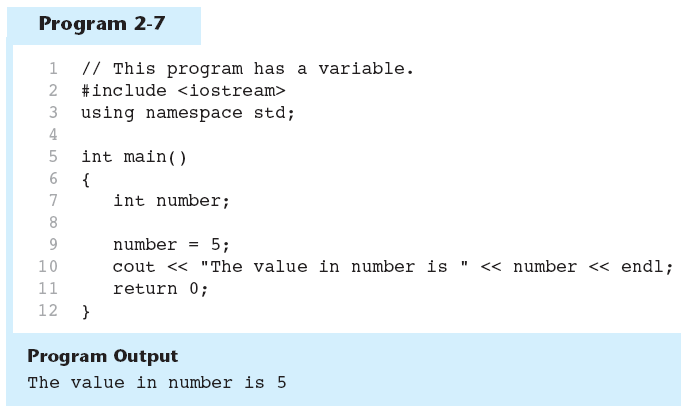 Program 2-7
1 // This program has a variable.
2 #include <iostream>
3 using namespace std;
4
5 int main()
6 {
7 int number;
8
9 number = 5;
10 cout << "The value in number is " << number << endl;
11 return 0;
12 }
Program Output
The value in number is 5